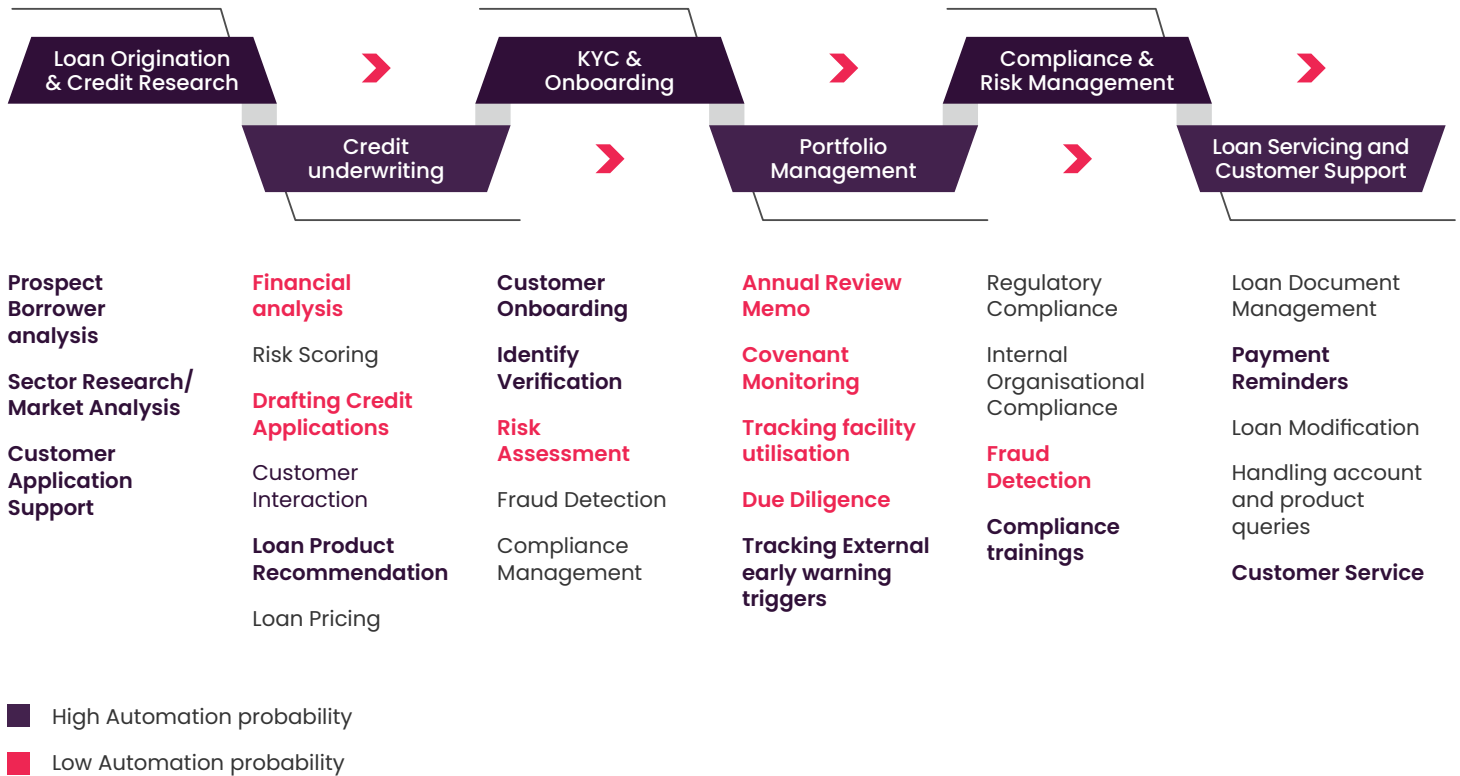 Loan Origination
& Credit Research
Credit
underwriting
KYC &
Onboarding
Portfolio
Management
Compliance &
Risk Management
Loan Servicing and
Customer Support
Prospect
Borrower
analysis
Sector Research/
Market Analysis
Customer
Application
Support
Financial
analysis
Risk Scoring
Drafting Credit
Applications
Customer
Interaction
Loan Product
Recommendation
Loan Pricing
Customer
Onboarding
Identify
Verification
Risk
Assessment
Fraud Detection
Compliance
Management
Annual Review
Memo
Covenant
Monitoring
Tracking facility
utilisation
Due Diligence
Tracking External
early warning
triggers
Regulatory
Compliance
Internal
Organisational
Compliance
Fraud
Detection
Compliance
trainings
Loan Document
Management
Payment
Reminders
Loan Modification
Handling account
and product
queries
Customer Service
High Automation probability
Low Automation probability